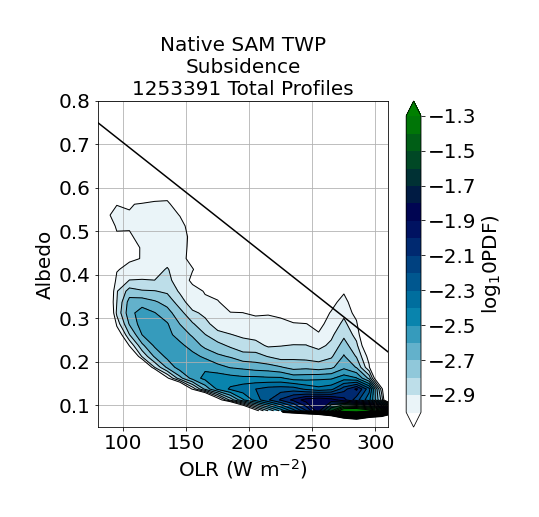 Native SAM TWP
Subsidence
1253391 Total Profiles
0.8
0.7
0.6
0.5
0.4
0.3
0.2
0.1
Albedo
100 150 200 250 300
OLR (W m⁻²)
−1.3
−1.5
−1.7
−1.9
−2.1
−2.3
−2.5
−2.7
−2.9
log₁0PDF)